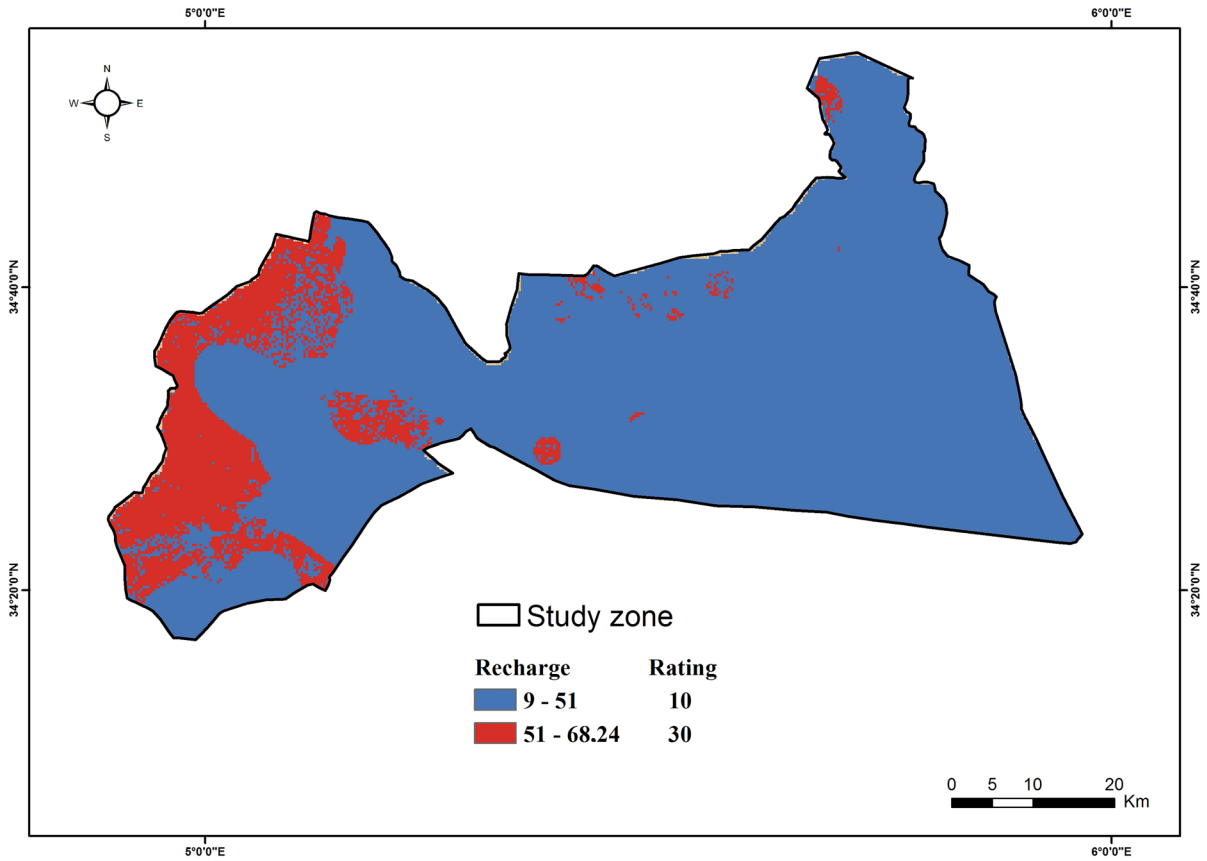 5°0'0"E 6°0'0"E
N
W E
S
34°40'0"N 34°40'0"N
34°20'0"N 34°20'0"N
Study zone
Recharge Rating
9 - 51 10
51 - 68.24 30
0 5 10 20
Km
5°0'0"E 6°0'0"E